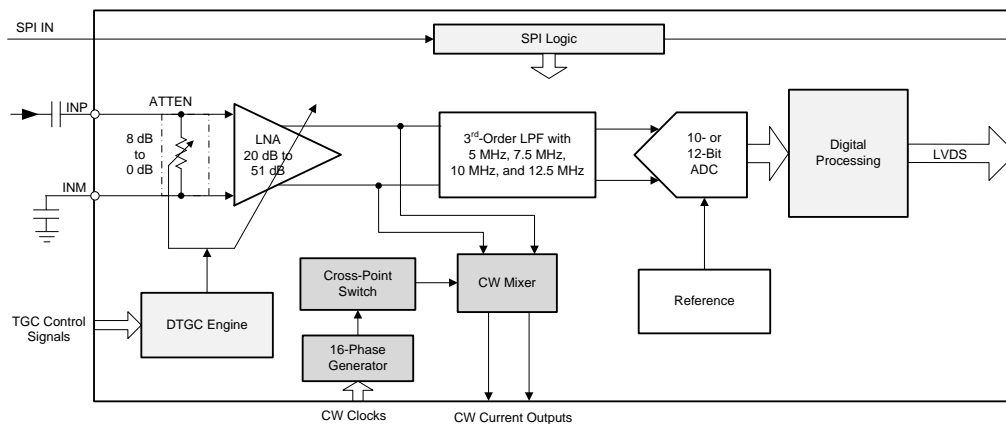 SPI IN
SPI Logic
INP
ATTEN
8 dB
to
0 dB
LNA
20 dB to
51 dB
3rd-Order LPF with
5 MHz, 7.5 MHz,
10 MHz, and 12.5 MHz
10- or
12-Bit
ADC
Digital
Processing
LVDS
INM
Cross-Point
Switch
CW Mixer
Reference
TGC Control
Signals
DTGC Engine
16-Phase
Generator
CW Clocks
CW Current Outputs